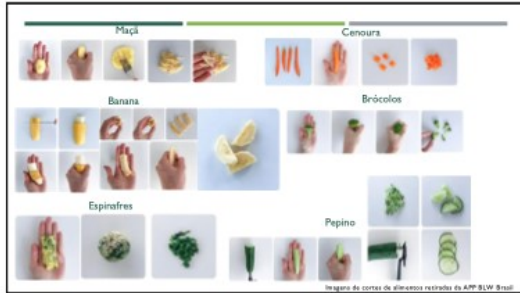 Maçã
Cenoura
Banana
Brócolos
Espinafres
Pepino
Imagens de cortes de alimentos retiradas da APP BLW Brasil